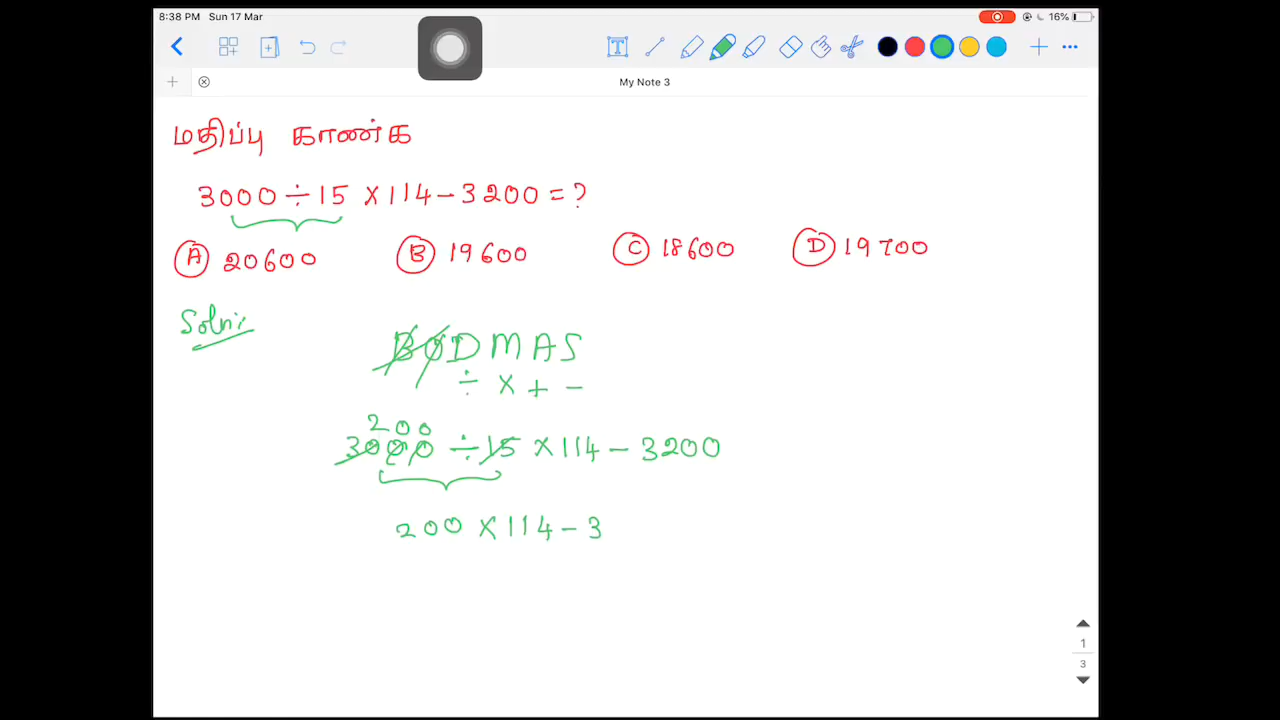 8:38 PM Sun 17 Mar
16%
My Note 3
மதிப்பு காண்க
3000 ÷ 15 × 114 - 3200 = ?
A 20600 B 19600 C 18600 D 19700
Soln:
BODMAS
÷ × + -
200
3000 ÷ 15 × 114 - 3200
200 × 114 - 3
1
3